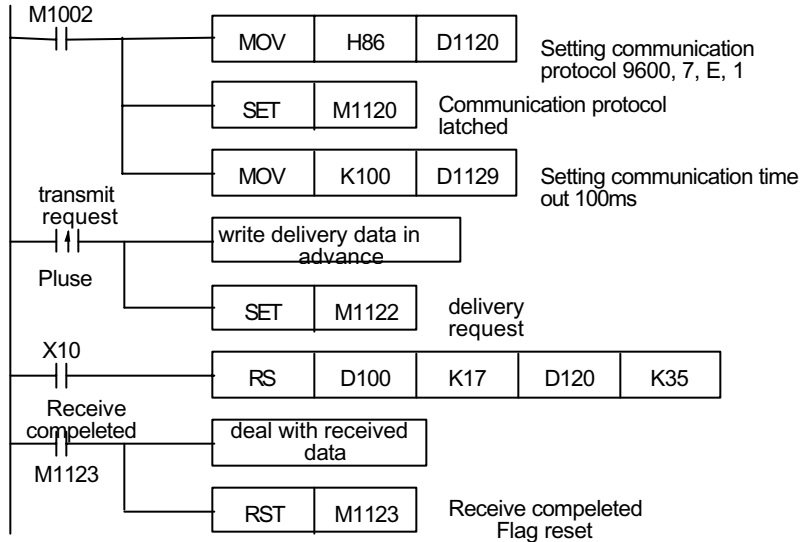 M1002
MOV H86 D1120
Setting communication
protocol 9600, 7, E, 1
SET M1120
Communication protocol
latched
MOV K100 D1129
Setting communication time
out 100ms
transmit
request
Pluse
write delivery data in
advance
SET M1122
delivery
request
X10
RS D100 K17 D120 K35
Receive
compeleted
M1123
deal with received
data
RST M1123
Receive compeleted
Flag reset